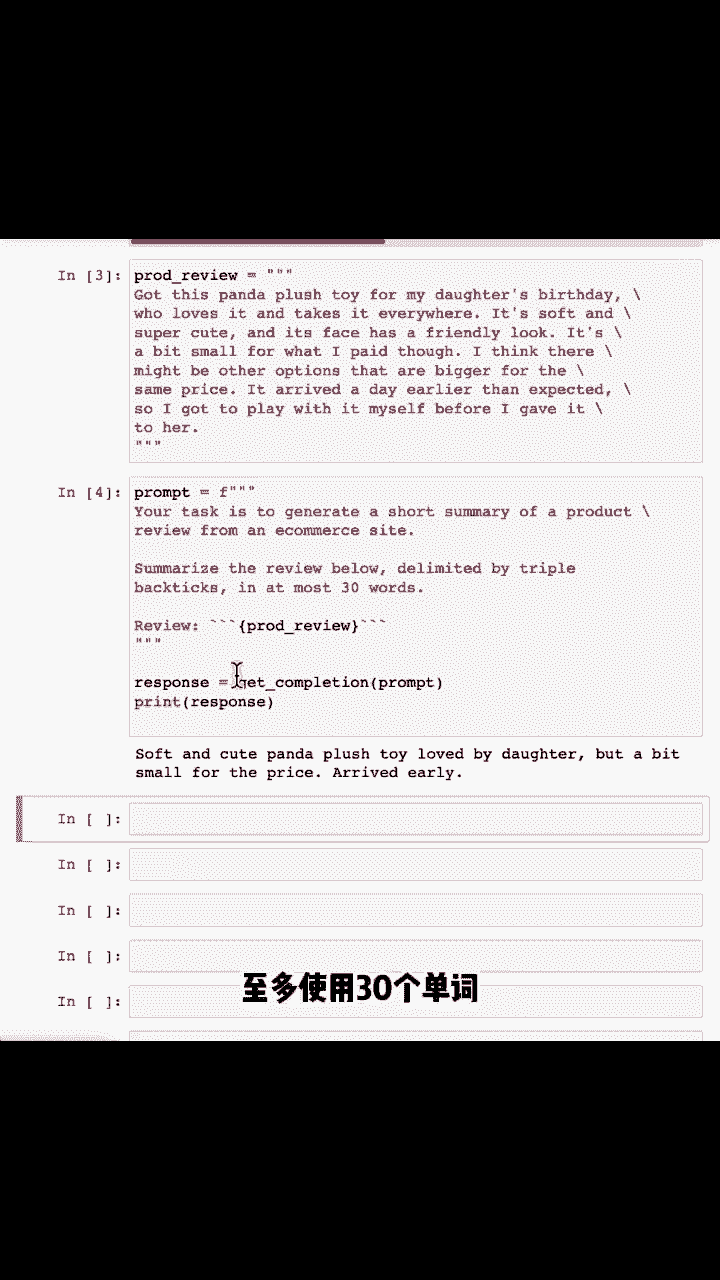 In [3]: prod_review = """
Got this panda plush toy for my daughter's birthday, \
who loves it and takes it everywhere. It's soft and \
super cute, and its face has a friendly look. It's \
a bit small for what I paid though. I think there \
might be other options that are bigger for the \
same price. It arrived a day earlier than expected, \
so I got to play with it myself before I gave it \
to her.
"""
In [4]: prompt = f"""
Your task is to generate a short summary of a product \
review from an ecommerce site.
Summarize the review below, delimited by triple
backticks, in at most 30 words.
Review: ```{prod_review}```
"""
response = get_completion(prompt)
print(response)
Soft and cute panda plush toy loved by daughter, but a bit
small for the price. Arrived early.
In [ ]:
In [ ]:
In [ ]:
In [ ]:
至多使用30个单词
In [ ]: